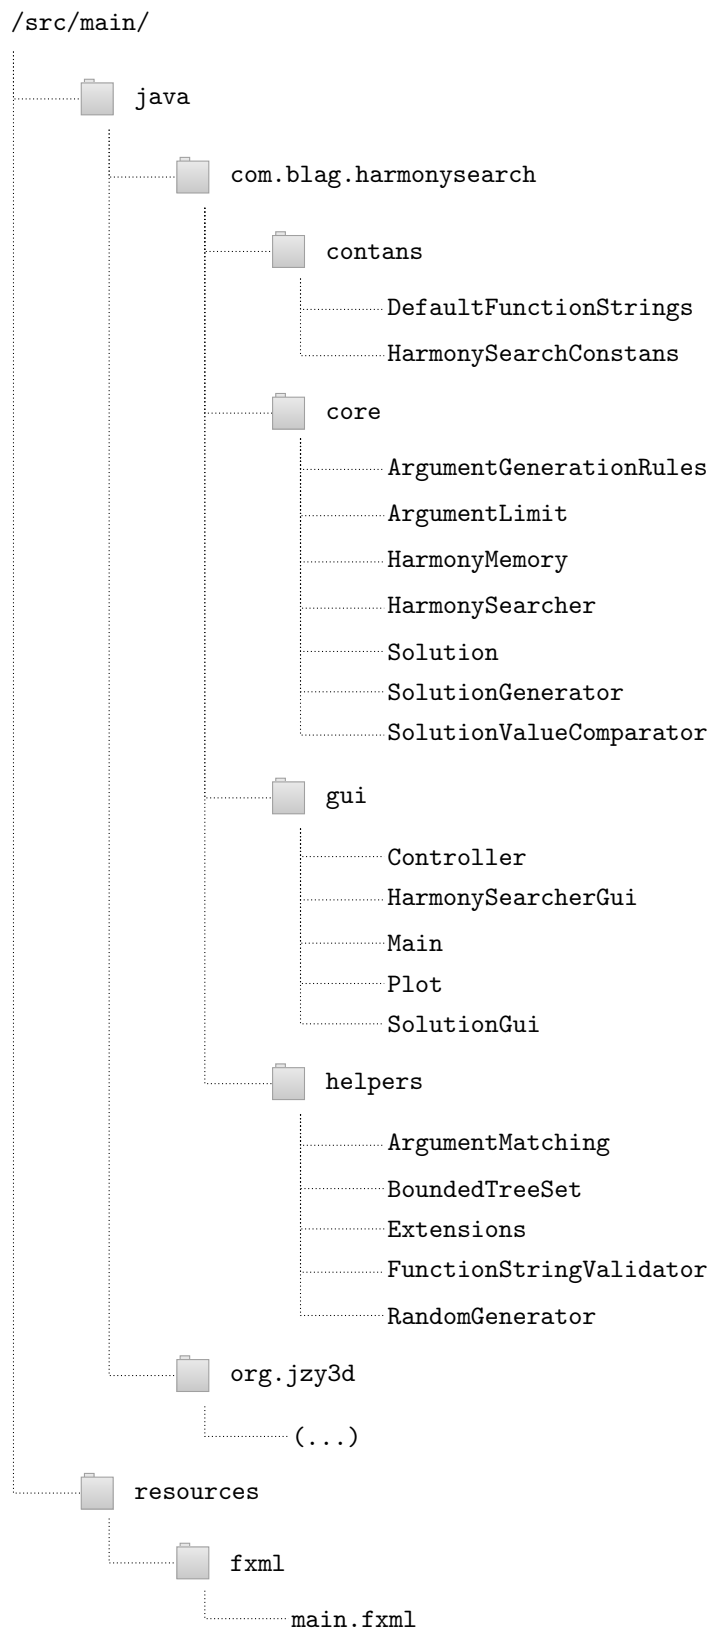 /src/main/
java
com.blag.harmonysearch
contans
DefaultFunctionStrings
HarmonySearchConstans
core
ArgumentGenerationRules
ArgumentLimit
HarmonyMemory
HarmonySearcher
Solution
SolutionGenerator
SolutionValueComparator
gui
Controller
HarmonySearcherGui
Main
Plot
SolutionGui
helpers
ArgumentMatching
BoundedTreeSet
Extensions
FunctionStringValidator
RandomGenerator
org.jzy3d
(...)
resources
fxml
main.fxml